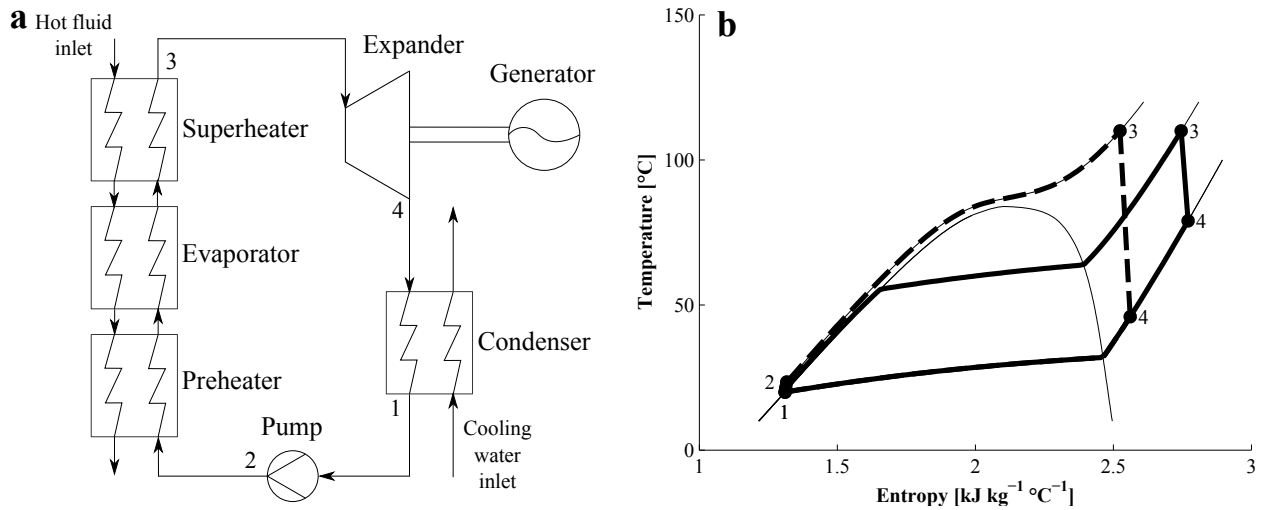 a
Hot fluid
inlet
3
Expander
Generator
Superheater
4
Evaporator
Condenser
Preheater
1
Pump
2
Cooling
water
inlet
b
150
100
50
0
Temperature [°C]
3
3
4
4
2
1
1
1.5
2
2.5
3
Entropy [kJ kg⁻¹ °C⁻¹]